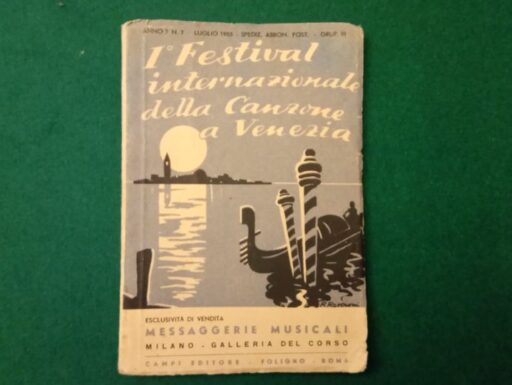 ANNO 1 N. 7 - LUGLIO 1955 - SPEDIZ. ABBON. POST. - GRUP. III
1° Festival
internazionale
della Canzone
a Venezia
ESCLUSIVITÀ DI VENDITA
MESSAGGERIE MUSICALI
MILANO - GALLERIA DEL CORSO
CAMPI EDITORE - FOLIGNO - ROMA